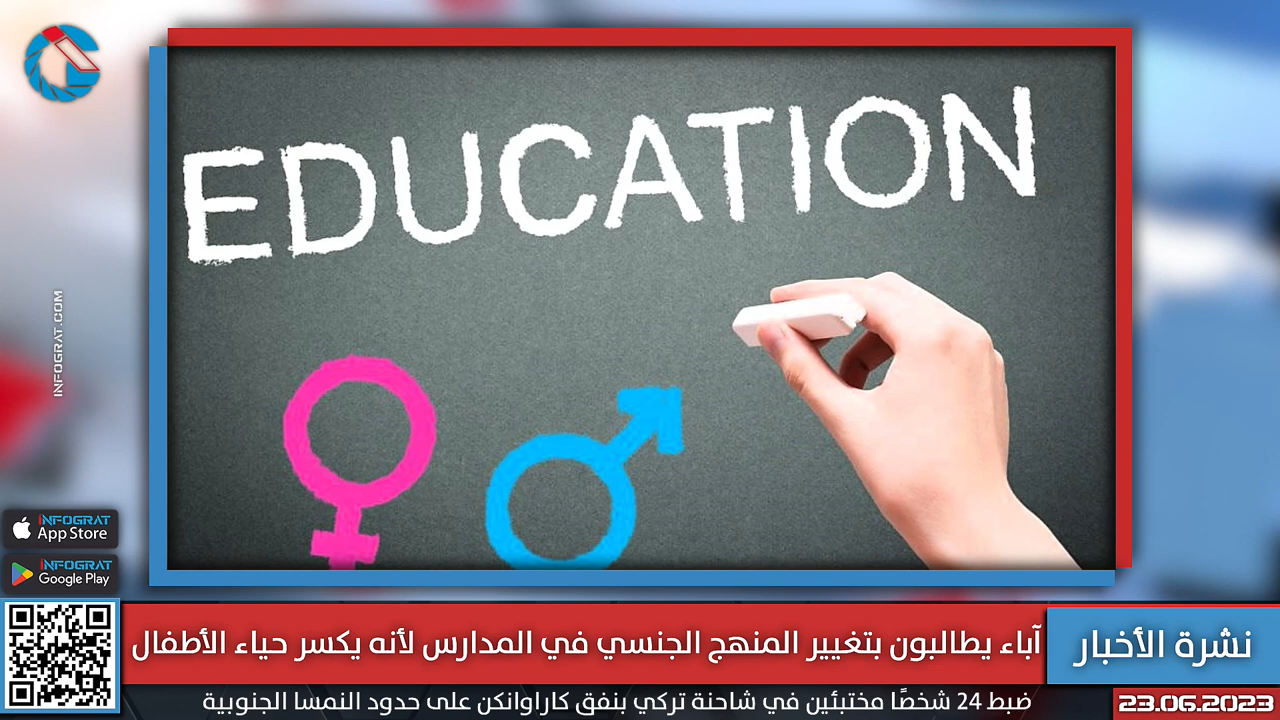 EDUCATION
INFOGRAT.COM
INFOGRAT
App Store
INFOGRAT
Google Play
نشرة الأخبار
آباء يطالبون بتغيير المنهج الجنسي في المدارس لأنه يكسر حياء الأطفال
ضبط 24 شخصًا مختبئين في شاحنة تركي بنفق كاراوانكن على حدود النمسا الجنوبية
23.06.2023